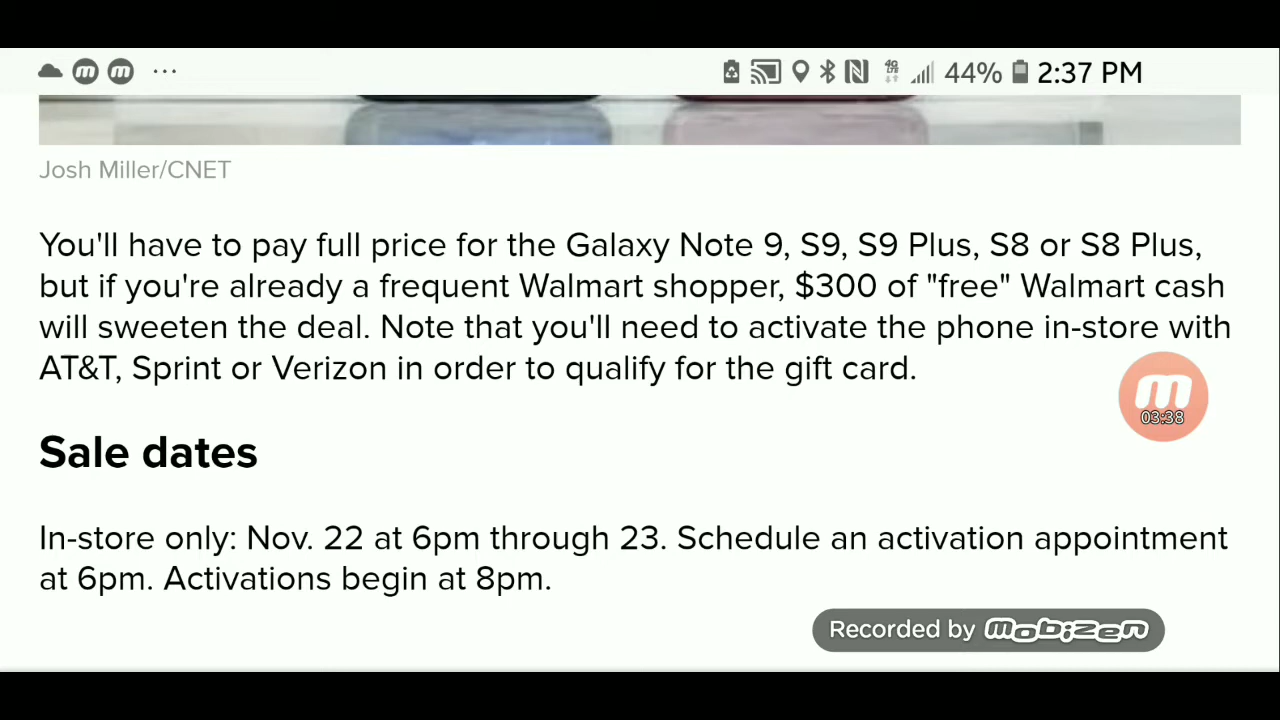 44% 2:37 PM
Josh Miller/CNET
You'll have to pay full price for the Galaxy Note 9, S9, S9 Plus, S8 or S8 Plus,
but if you're already a frequent Walmart shopper, $300 of "free" Walmart cash
will sweeten the deal. Note that you'll need to activate the phone in-store with
AT&T, Sprint or Verizon in order to qualify for the gift card.
03:38
Sale dates
In-store only: Nov. 22 at 6pm through 23. Schedule an activation appointment
at 6pm. Activations begin at 8pm.
Recorded by mobizen